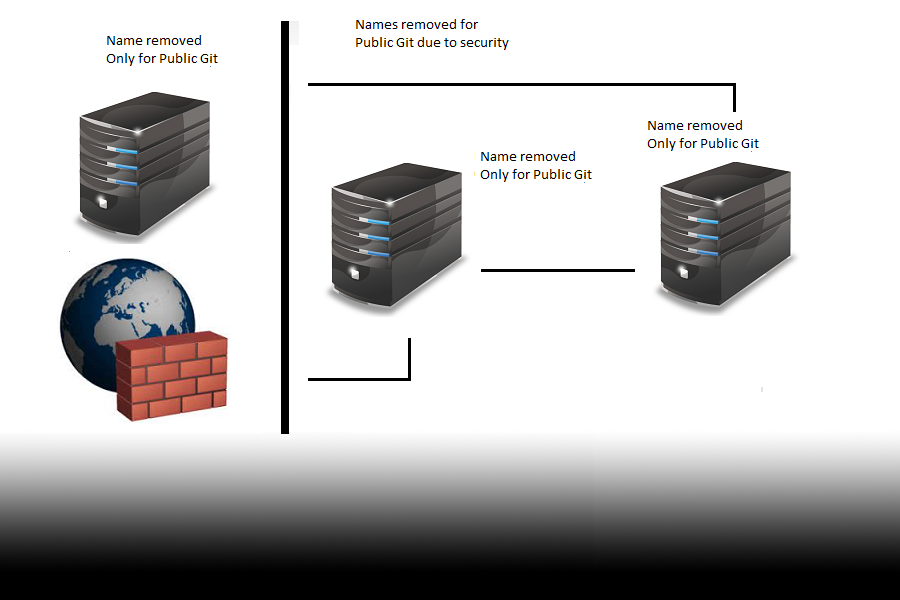 Name removed
Only for Public Git
Names removed for
Public Git due to security
Name removed
Only for Public Git
Name removed
Only for Public Git